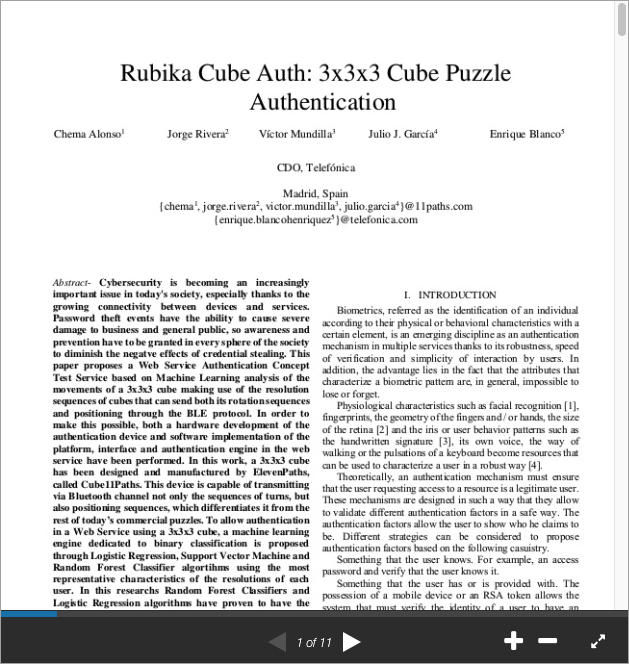 Rubika Cube Auth: 3x3x3 Cube Puzzle
Authentication
Chema Alonso1 Jorge Rivera2 Víctor Mundilla3 Julio J. García4 Enrique Blanco5
CDO, Telefónica
Madrid, Spain
{chema1, jorge.rivera2, victor.mundilla3, julio.garcia4}@11paths.com
{enrique.blancohenriquez5}@telefonica.com
Abstract- Cybersecurity is becoming an increasingly
important issue in today's society, especially thanks to the
growing connectivity between devices and services.
Password theft events have the ability to cause severe
damage to business and general public, so awareness and
prevention have to be granted in every sphere of the society
to diminish the negatve effects of credential stealing. This
paper proposes a Web Service Authentication Concept
Test Service based on Machine Learning analysis of the
movements of a 3x3x3 cube making use of the resolution
sequences of cubes that can send both its rotation sequences
and positioning through the BLE protocol. In order to
make this possible, both a hardware development of the
authentication device and software implementation of the
platform, interface and authentication engine in the web
service have been performed. In this work, a 3x3x3 cube
has been designed and manufactured by ElevenPaths,
called Cube11Paths. This device is capable of transmitting
via Bluetooth channel not only the sequences of turns, but
also positioning sequences, which differentiates it from the
rest of today's commercial puzzles. To allow authentication
in a Web Service using a 3x3x3 cube, a machine learning
engine dedicated to binary classification is proposed
through Logistic Regression, Support Vector Machine and
Random Forest Classifier algortihms using the most
representative characteristics of the resolutions of each
user. In this researchs Random Forest Classifiers and
Logistic Regression algorithms have proven to have the
I. INTRODUCTION
Biometrics, referred as the identification of an individual
according to their physical or behavioral characteristics with a
certain element, is an emerging discipline as an authentication
mechanism in multiple services thanks to its robustness, speed
of verification and simplicity of interaction by users. In
addition, the advantage lies in the fact that the attributes that
characterize a biometric pattern are, in general, impossible to
lose or forget.
Physiological characteristics such as facial recognition [1],
fingerprints, the geometry of the fingers and / or hands, the size
of the retina [2] and the iris or user behavior patterns such as
the handwritten signature [3], its own voice, the way of
walking or the pulsations of a keyboard become resources that
can be used to characterize a user in a robust way [4].
Theoretically, an authentication mechanism must ensure
that the user requesting access to a resource is a legitimate user.
These mechanisms are designed in such a way that they allow
to validate different authentication factors in a safe way. The
authentication factors allow the user to show who he claims to
be. Different strategies can be considered to propose
authentication factors based on the following casuistry.
Something that the user knows. For example, an access
password and verify that the user knows it.
Something that the user has or is provided with. The
possession of a mobile device or an RSA token allows the
system that must verify the identity of a user to have an
1 of 11